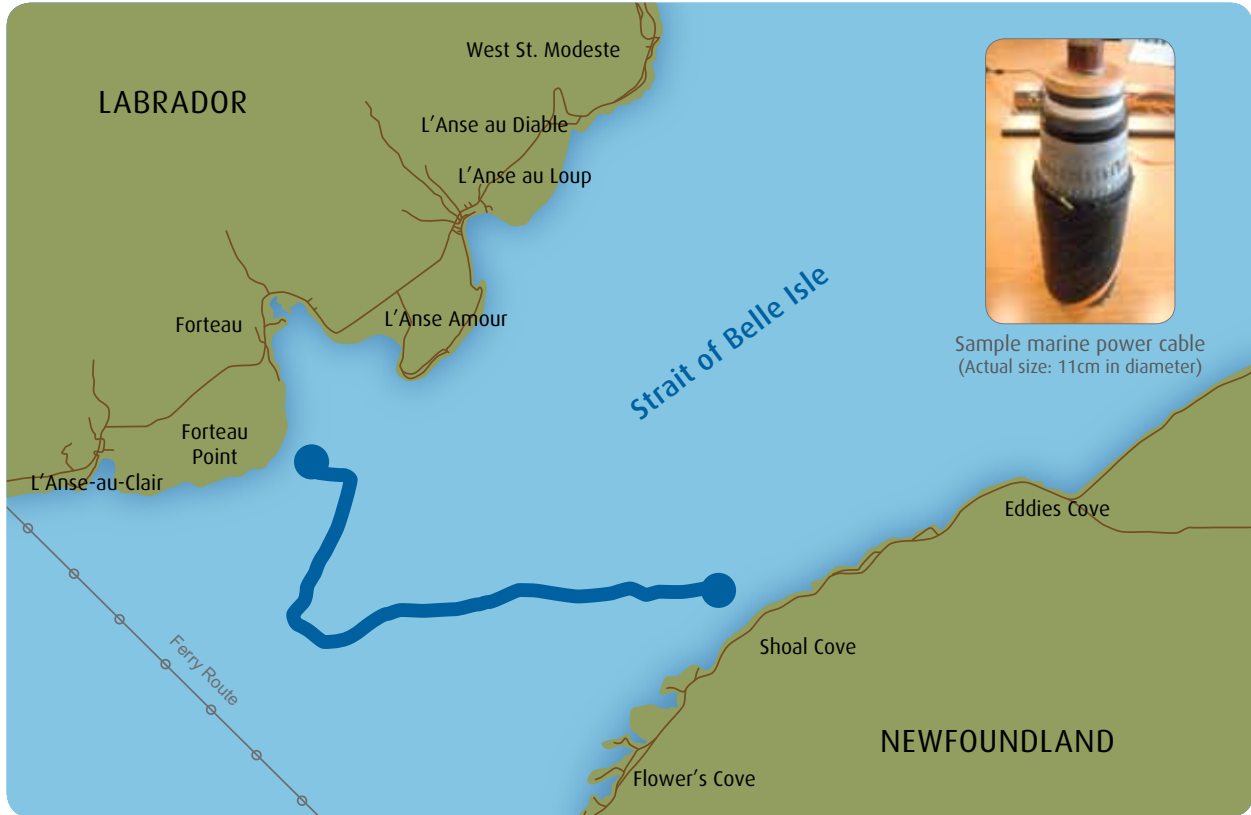 West St. Modeste
LABRADOR
L'Anse au Diable
L'Anse au Loup
L'Anse Amour
Forteau
Strait of Belle Isle
Sample marine power cable
(Actual size: 11cm in diameter)
Forteau
Point
L'Anse-au-Clair
Eddies Cove
Ferry Route
Shoal Cove
NEWFOUNDLAND
Flower's Cove